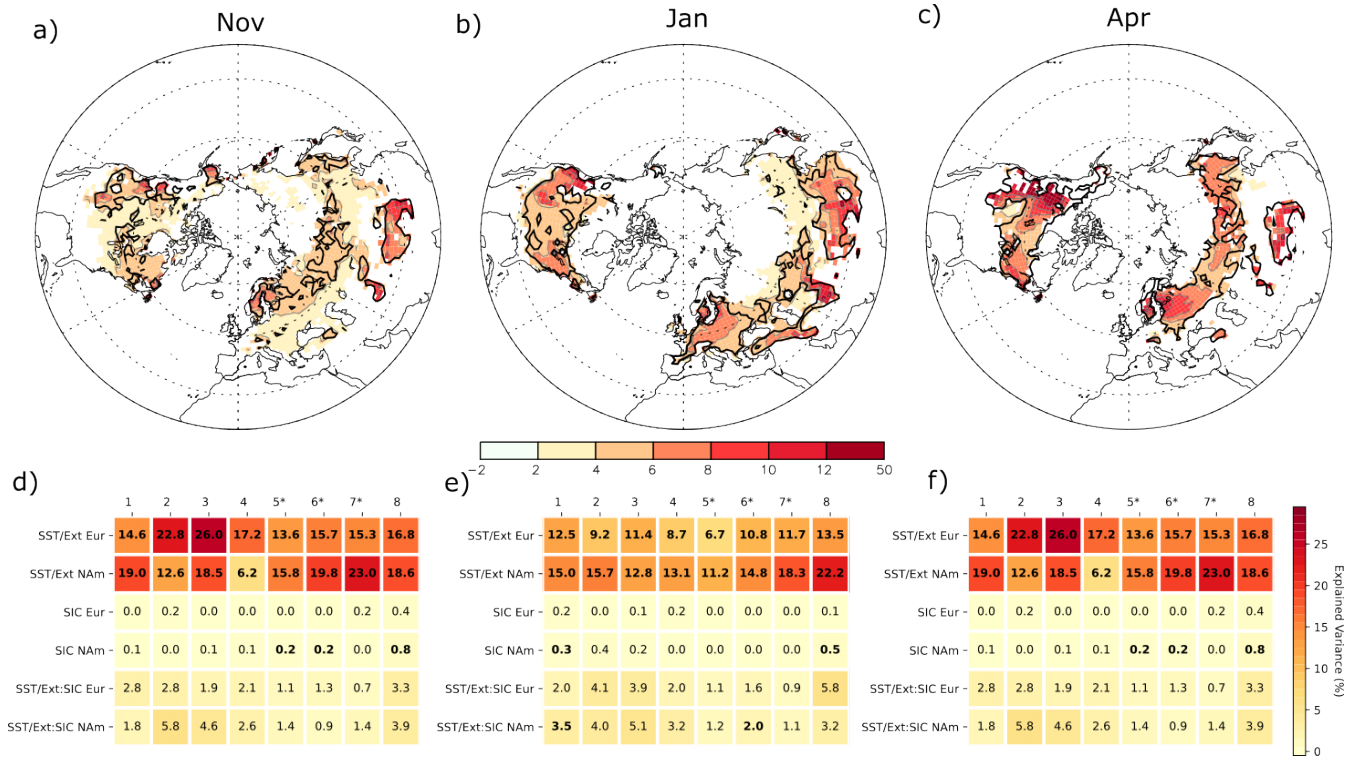 a) Nov
b) Jan
c) Apr
−2 2 4 6 8 10 12 50
d)
1 2 3 4 5* 6* 7* 8
SST/Ext Eur 14.6 22.8 26.0 17.2 13.6 15.7 15.3 16.8
SST/Ext NAm 19.0 12.6 18.5 6.2 15.8 19.8 23.0 18.6
SIC Eur 0.0 0.2 0.0 0.0 0.0 0.0 0.2 0.4
SIC NAm 0.1 0.0 0.1 0.1 0.2 0.2 0.0 0.8
SST/Ext:SIC Eur 2.8 2.8 1.9 2.1 1.1 1.3 0.7 3.3
SST/Ext:SIC NAm 1.8 5.8 4.6 2.6 1.4 0.9 1.4 3.9
e)
1 2 3 4 5* 6* 7* 8
SST/Ext Eur 12.5 9.2 11.4 8.7 6.7 10.8 11.7 13.5
SST/Ext NAm 15.0 15.7 12.8 13.1 11.2 14.8 18.3 22.2
SIC Eur 0.2 0.0 0.1 0.2 0.0 0.0 0.0 0.1
SIC NAm 0.3 0.4 0.2 0.0 0.0 0.0 0.0 0.5
SST/Ext:SIC Eur 2.0 4.1 3.9 2.0 1.1 1.6 0.9 5.8
SST/Ext:SIC NAm 3.5 4.0 5.1 3.2 1.2 2.0 1.1 3.2
f)
1 2 3 4 5* 6* 7* 8
SST/Ext Eur 14.6 22.8 26.0 17.2 13.6 15.7 15.3 16.8
SST/Ext NAm 19.0 12.6 18.5 6.2 15.8 19.8 23.0 18.6
SIC Eur 0.0 0.2 0.0 0.0 0.0 0.0 0.2 0.4
SIC NAm 0.1 0.0 0.1 0.1 0.2 0.2 0.0 0.8
SST/Ext:SIC Eur 2.8 2.8 1.9 2.1 1.1 1.3 0.7 3.3
SST/Ext:SIC NAm 1.8 5.8 4.6 2.6 1.4 0.9 1.4 3.9
25
20
15
10
5
0
Explained Variance (%)